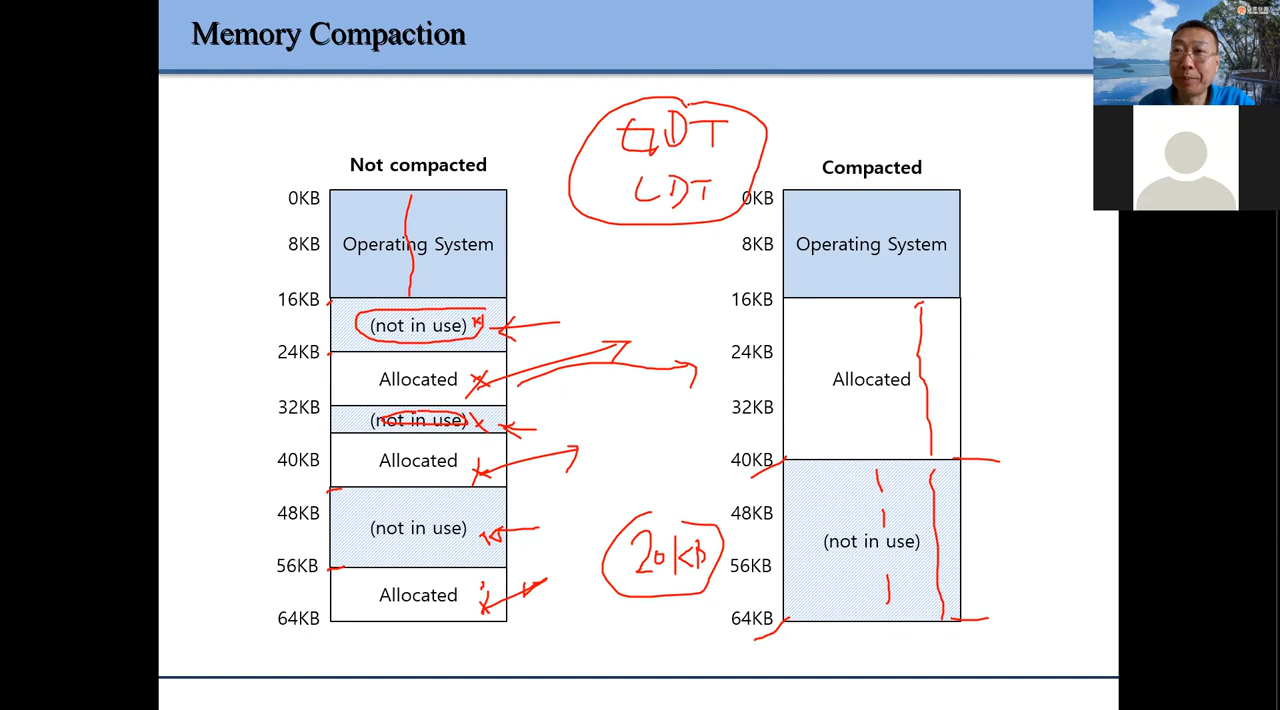 Memory Compaction
GDT
LDT
Not compacted
0KB
8KB
Operating System
16KB
(not in use)
24KB
Allocated
32KB
(not in use)
40KB
Allocated
48KB
(not in use)
56KB
Allocated
64KB
20KB
Compacted
0KB
8KB
Operating System
16KB
24KB
Allocated
32KB
40KB
48KB
(not in use)
56KB
64KB